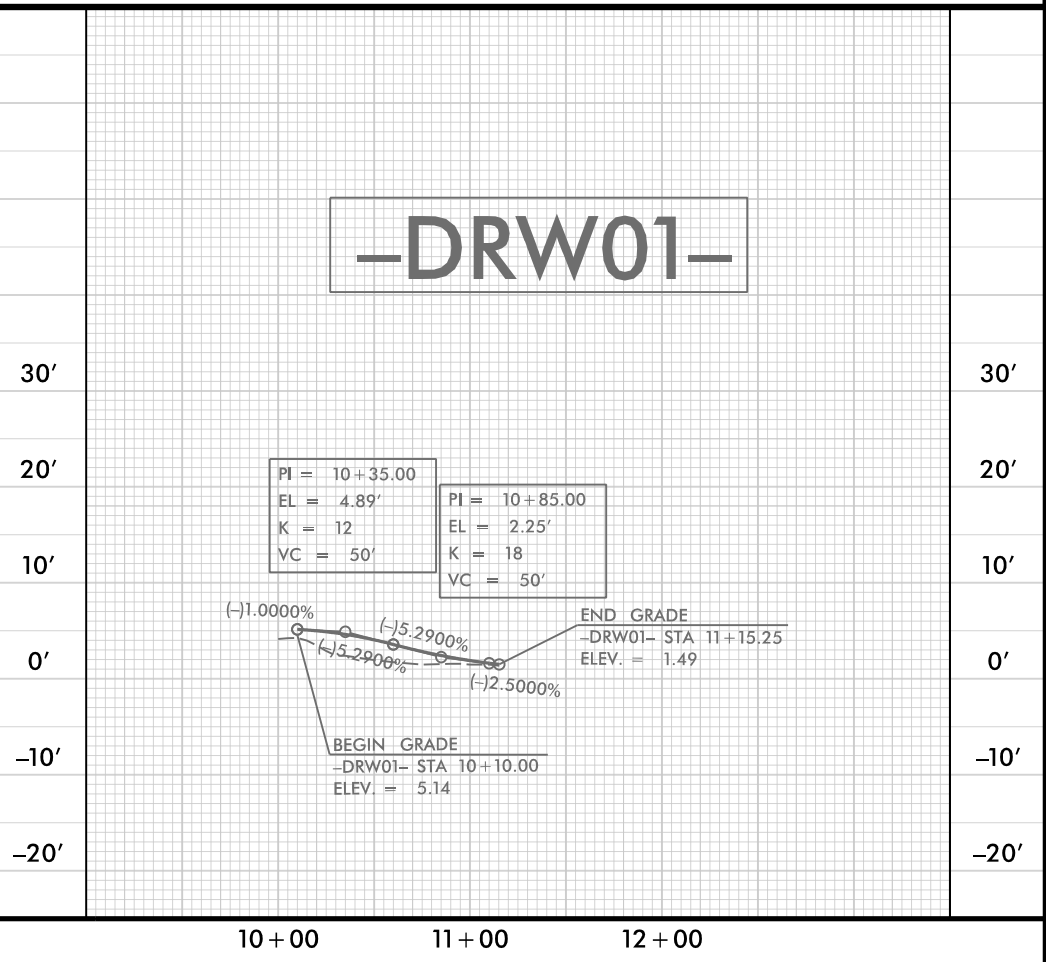 –DRW01–
30′ 30′
20′ 20′
PI = 10+35.00
EL = 4.89′
K = 12
VC = 50′
PI = 10+85.00
EL = 2.25′
K = 18
VC = 50′
10′ 10′
(–)1.0000%
(–)5.2900%
(–)5.2900%
(–)2.5000%
END GRADE
–DRW01– STA 11+15.25
ELEV. = 1.49
0′ 0′
BEGIN GRADE
–DRW01– STA 10+10.00
ELEV. = 5.14
–10′ –10′
–20′ –20′
10+00 11+00 12+00